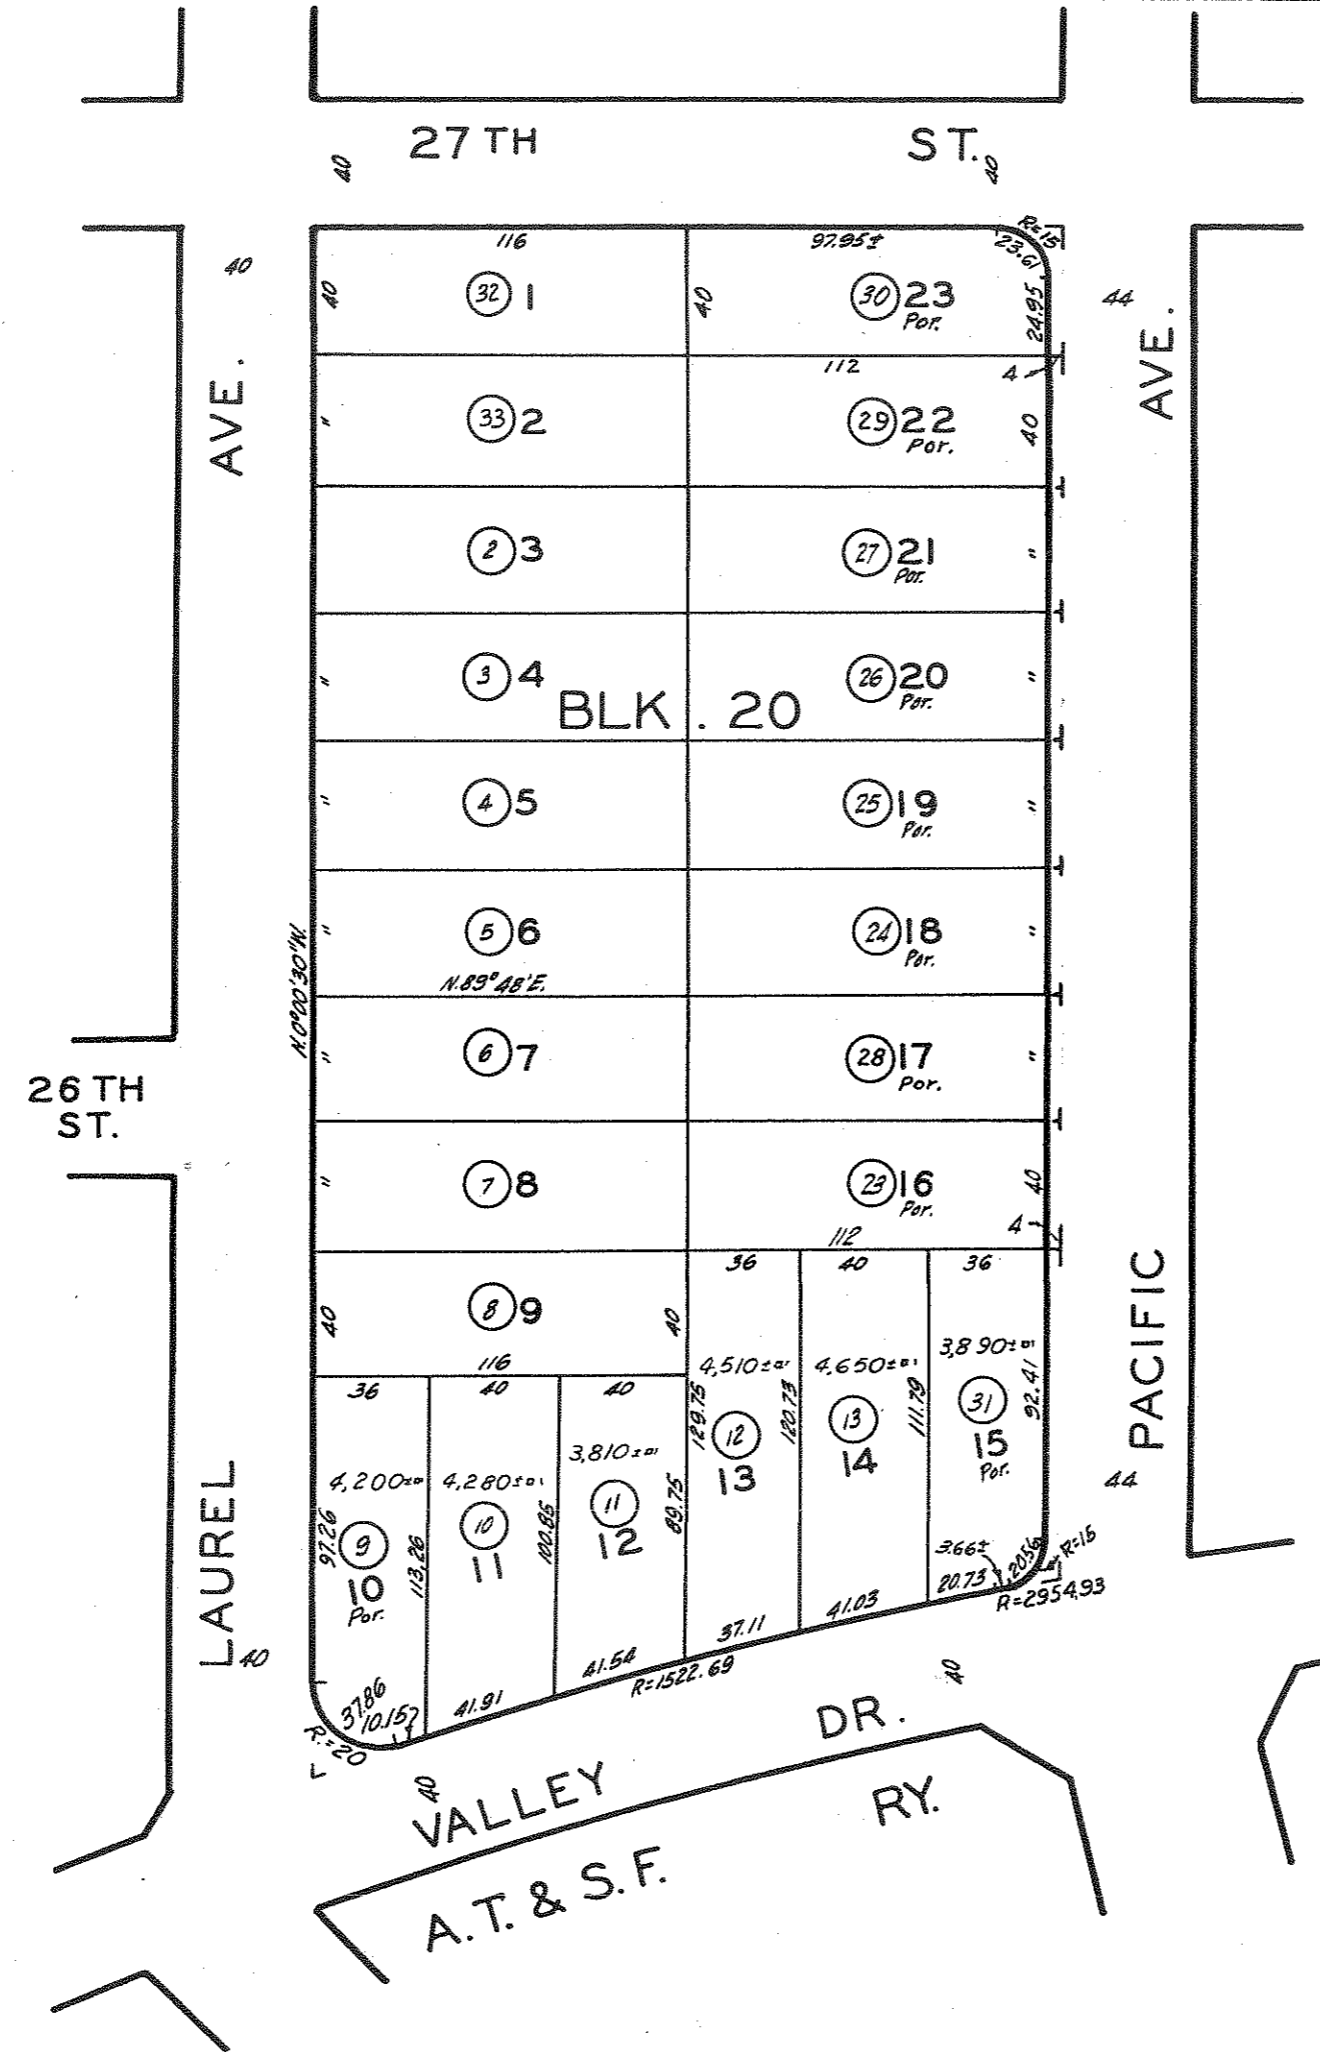 27 TH ST.
40 40
116 97.95± R=15
23.61
40
40 32 1 40 30 23 24.95 44
Por.
112 4
AVE. AVE.
" 33 2 29 22 40
Por.
2 3 27 21 "
Por.
" 3 4 26 20 "
Por.
BLK. 20
" 4 5 25 19 "
Por.
" 5 6 24 18 "
Por.
N.0°00'30"W. N.89°48'E.
" 6 7 28 17 "
Por.
26 TH
ST.
" 7 8 23 16 40
Por.
112 4
36 40 36
40 8 9 40
116
36 40 40
PACIFIC
4,510±□' 4,650±□' 3,890±□'
129.75 120.73 111.79 92.41
12 13 31
13 14 15
Por.
44
LAUREL
4,200±□' 4,280±□' 3,810±□'
97.26 113.26 100.85 89.75
9 10 11
10 11 12
Por.
3.66± 20.56 R=15
20.73
R=2954.93
37.11 41.03
40
41.91 41.54
R=1522.69
37.86
10.15
R=20
40 40
VALLEY DR.
A.T. & S.F. RY.